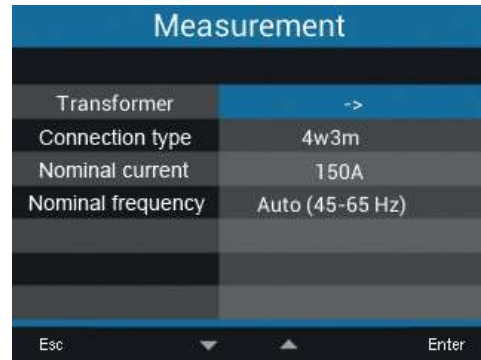 Measurement
Transformer ->
Connection type 4w3m
Nominal current 150A
Nominal frequency Auto (45-65 Hz)
Esc Enter